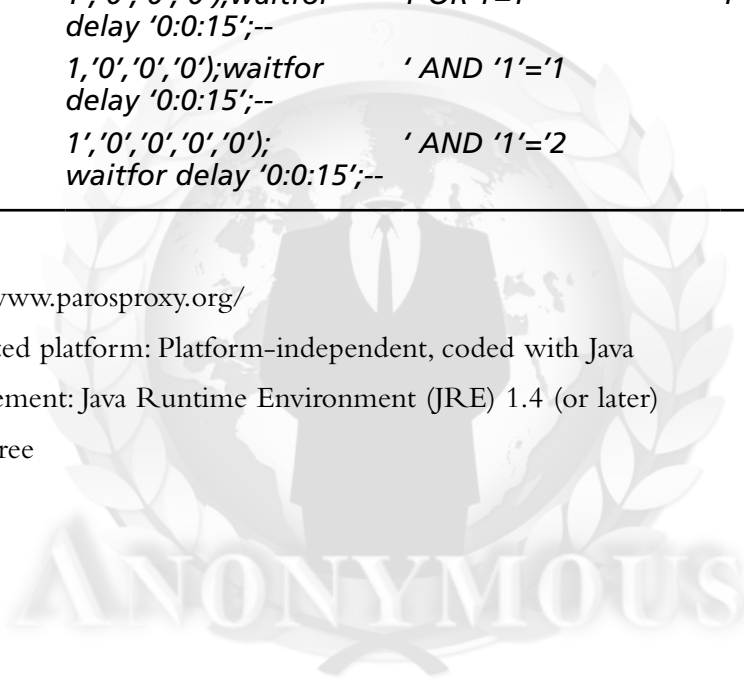 delay ‘0:0:15’;--
1,’0’,’0’,’0’);waitfor ’ AND ‘1’=’1
delay ‘0:0:15’;--
1’,’0’,’0’,’0’,’0’); ’ AND ‘1’=’2
waitfor delay ‘0:0:15’;--
www.parosproxy.org/
ted platform: Platform-independent, coded with Java
ement: Java Runtime Environment (JRE) 1.4 (or later)
ree
ANONYMOUS